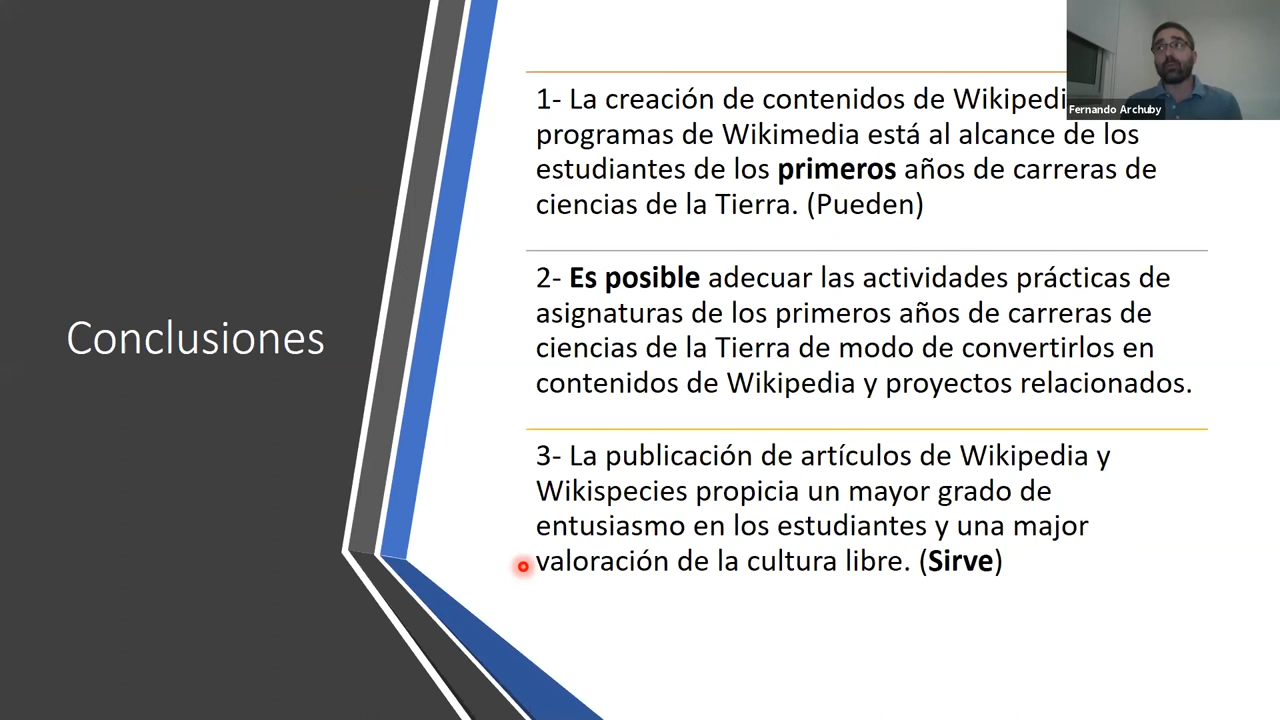 Conclusiones
1- La creación de contenidos de
programas de Wikimedia está al alcance de los
estudiantes de los primeros años de carreras de
ciencias de la Tierra. (Pueden)
2- Es posible adecuar las actividades prácticas de
asignaturas de los primeros años de carreras de
ciencias de la Tierra de modo de convertirlos en
contenidos de Wikipedia y proyectos relacionados.
3- La publicación de artículos de Wikipedia y
Wikispecies propicia un mayor grado de
entusiasmo en los estudiantes y una major
valoración de la cultura libre. (Sirve)
Fernando Archuby